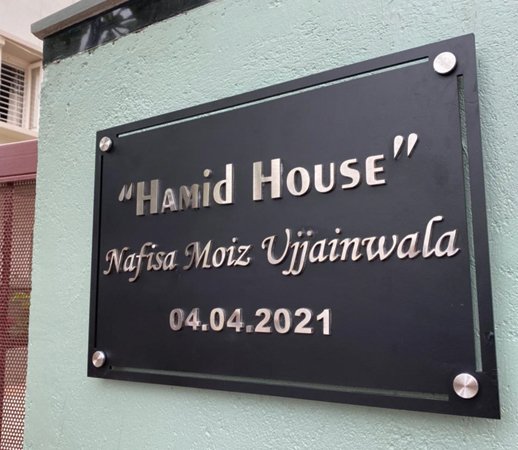 “HAMid HOUSE”
Nafisa Moiz Ujjainwala
04.04.2021